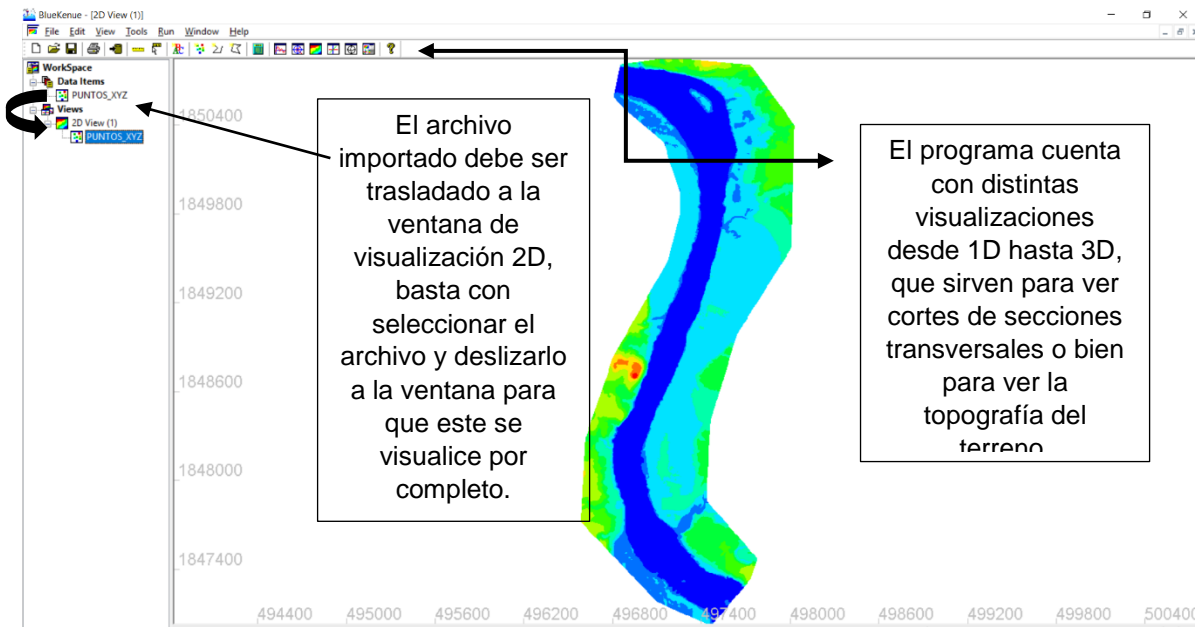 BlueKenue - [2D View (1)]
File Edit View Tools Run Window Help
WorkSpace
Data Items
PUNTOS_XYZ
Views
2D View (1)
PUNTOS_XYZ
El archivo
importado debe ser
trasladado a la
ventana de
visualización 2D,
basta con
seleccionar el
archivo y deslizarlo
a la ventana para
que este se
visualice por
completo.
El programa cuenta
con distintas
visualizaciones
desde 1D hasta 3D,
que sirven para ver
cortes de secciones
transversales o bien
para ver la
topografía del
terreno
1850400
1849800
1849200
1848600
1848000
1847400
494400 495000 495600 496200 496800 497400 498000 498600 499200 499800 500400